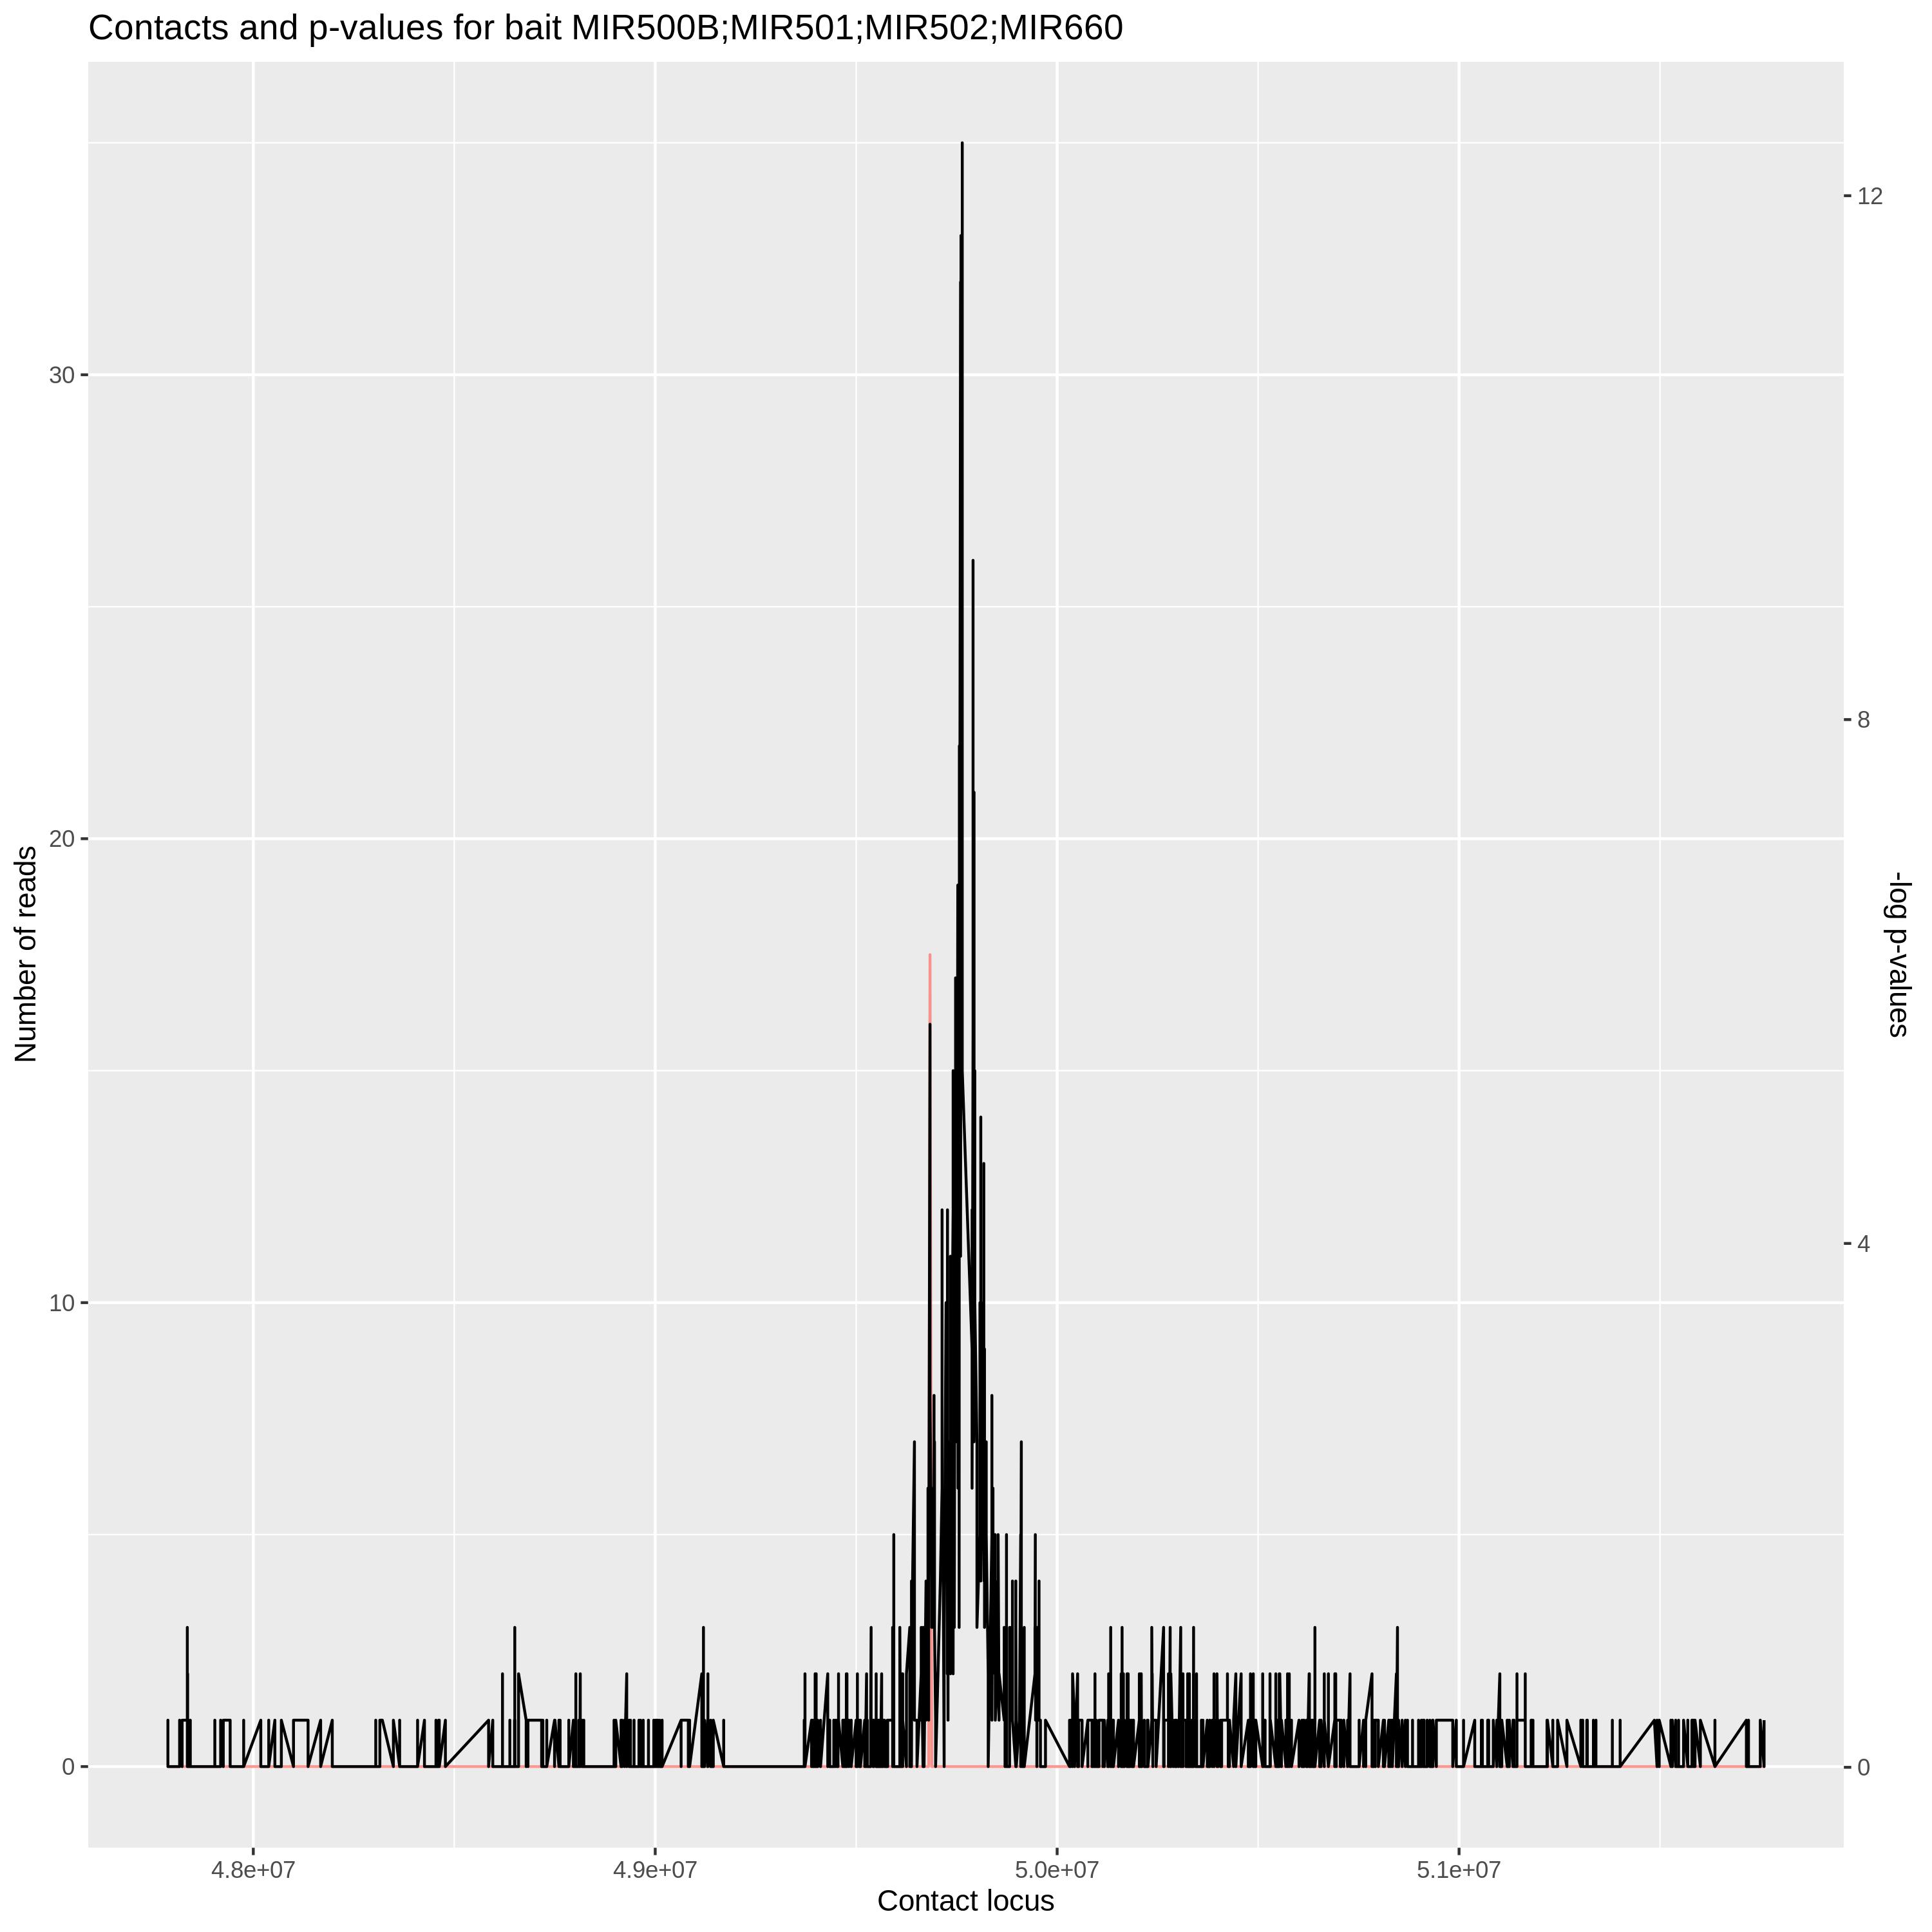 Contacts and p-values for bait MIR500B;MIR501;MIR502;MIR660
30
20
10
0
Number of reads
12
8
4
0
-log p-values
4.8e+07 4.9e+07 5.0e+07 5.1e+07
Contact locus